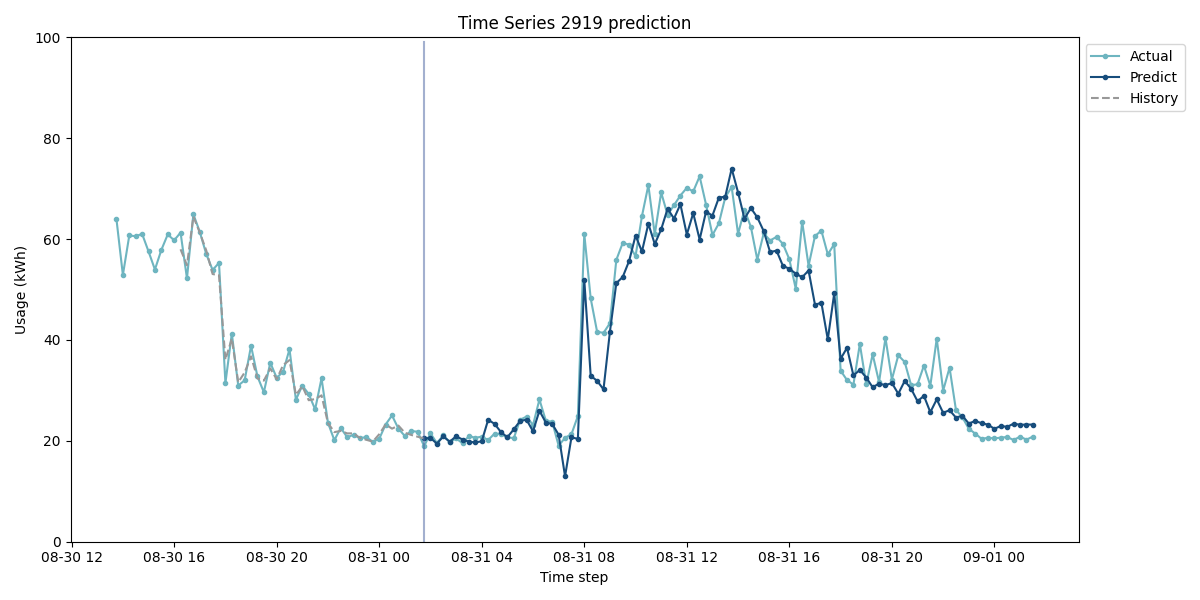 Time Series 2919 prediction
Usage (kWh)
100
80
60
40
20
0
08-30 12
08-30 16
08-30 20
08-31 00
08-31 04
08-31 08
08-31 12
08-31 16
08-31 20
09-01 00
Time step
Actual
Predict
History